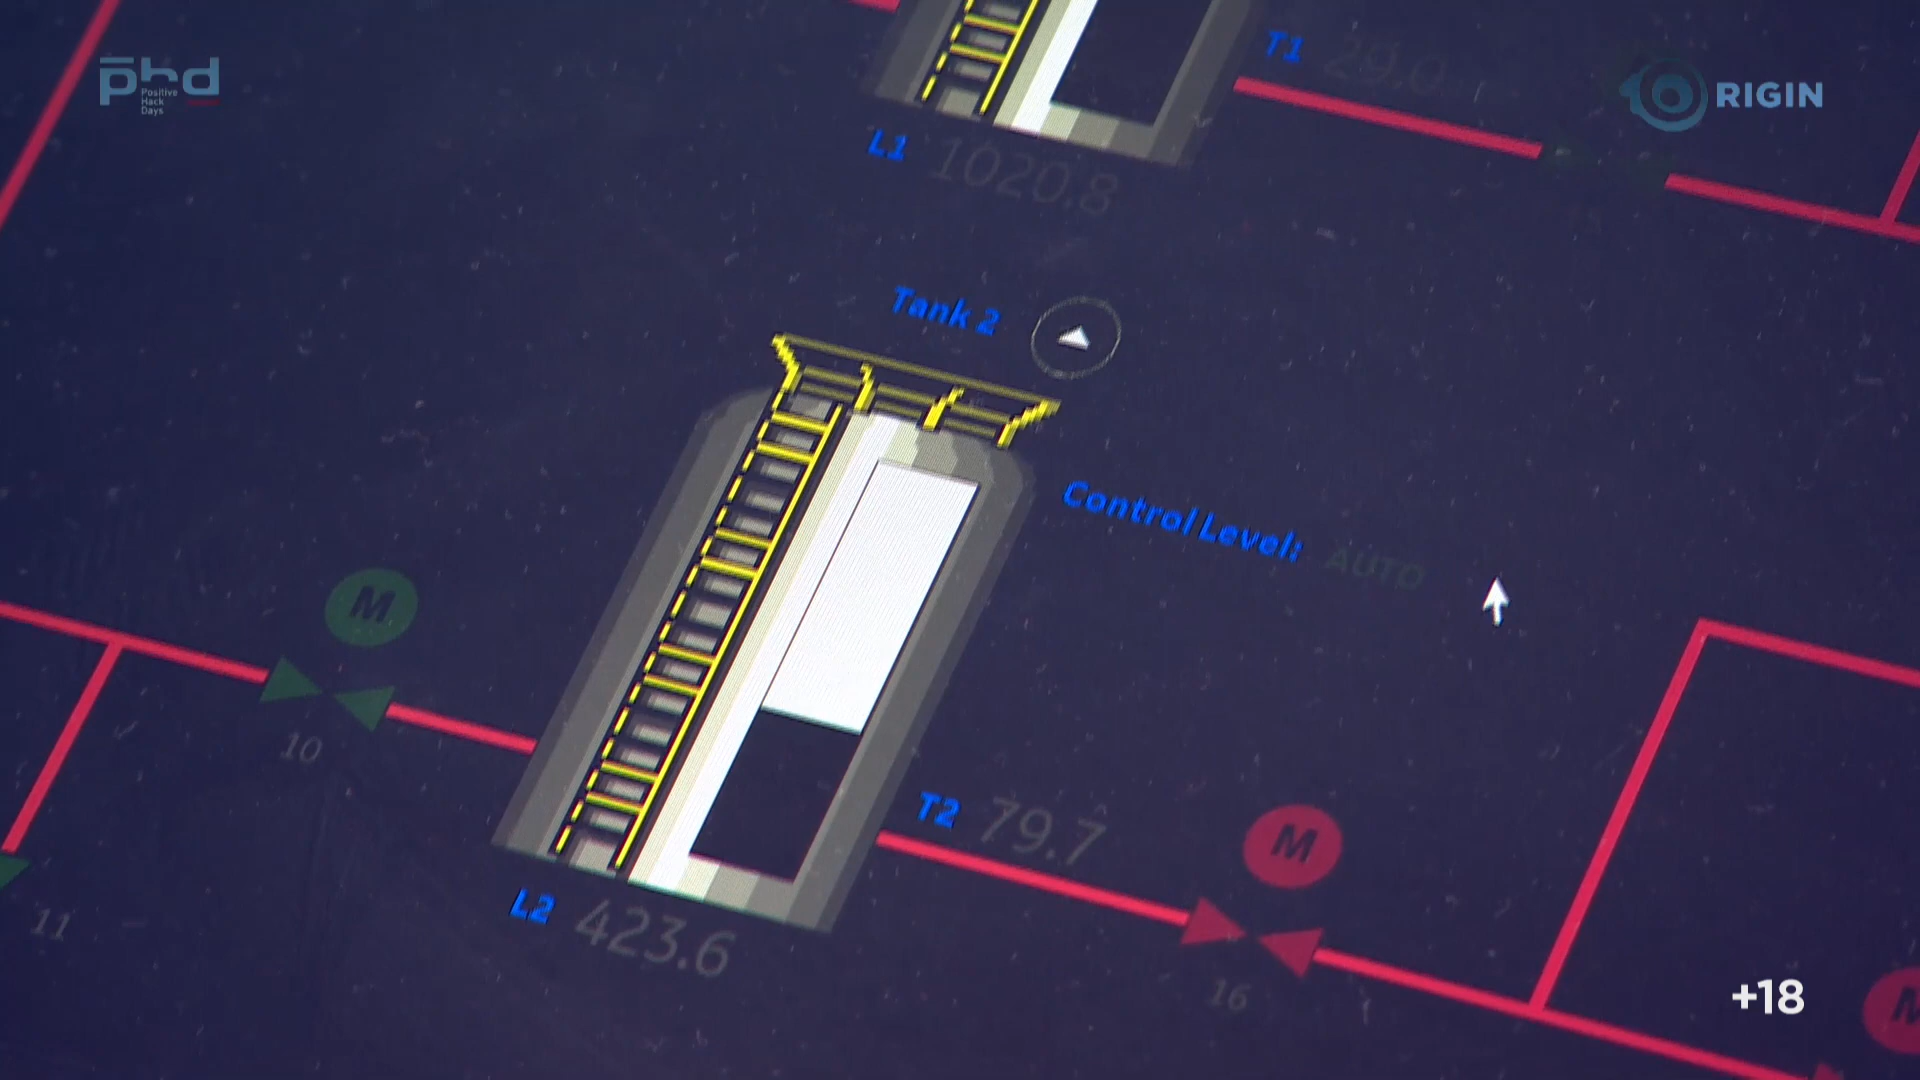 phd
Positive
Hack
Days
ORIGIN
T1 29.0
L1 1020.8
Tank 2
Control Level: AUTO
M
10
T2 79.7
M
L2 423.6
11
16
M
+18